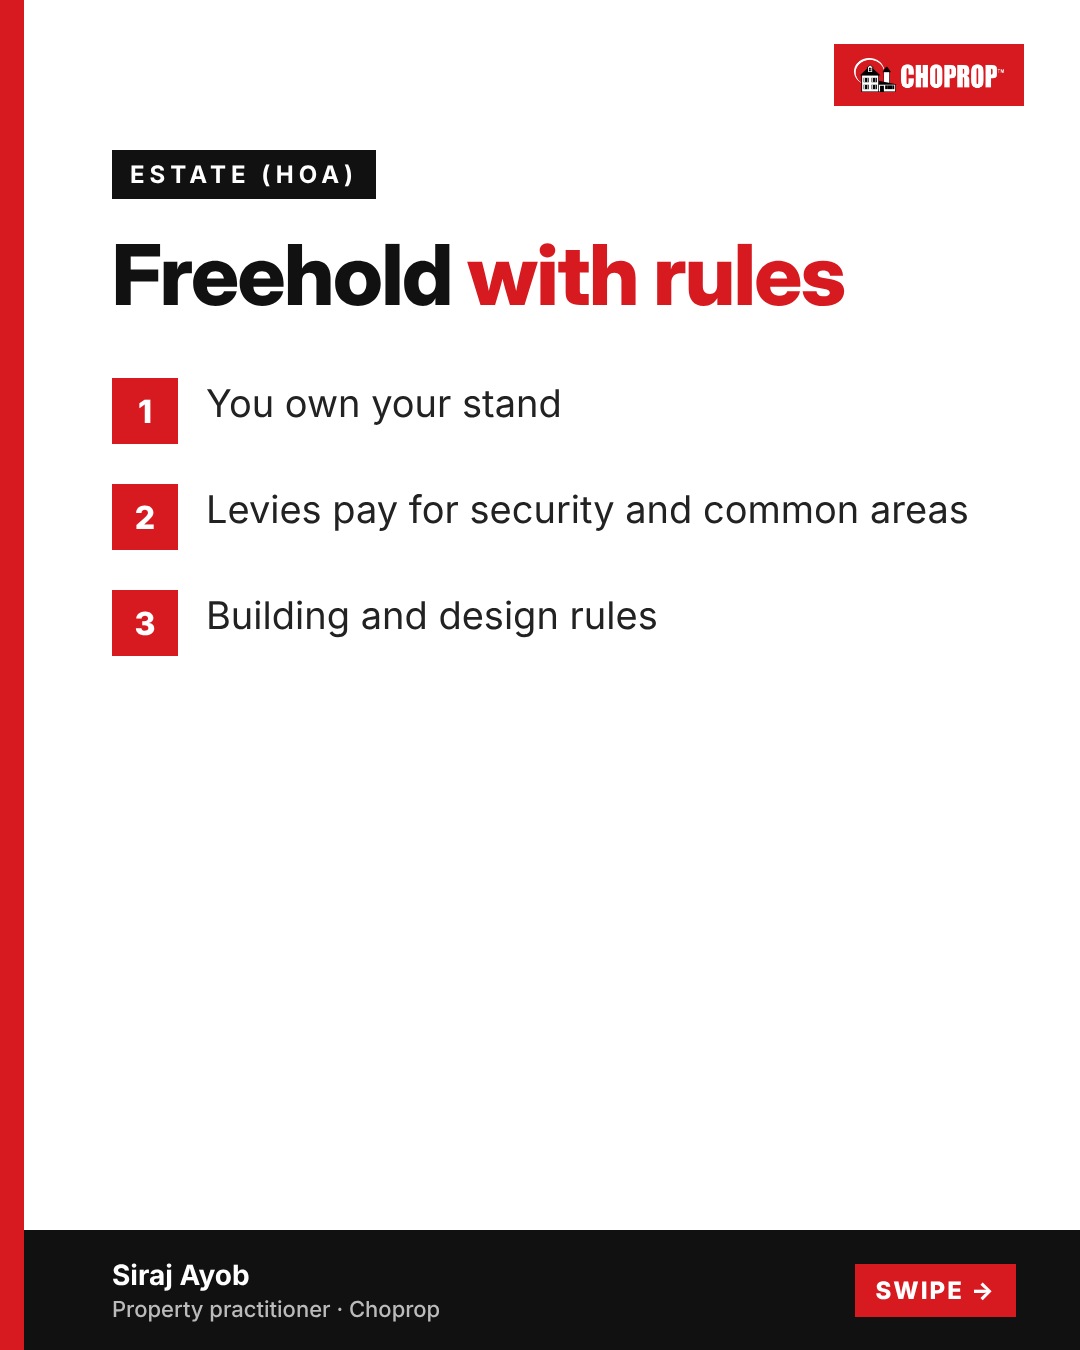 CHOPROP™
ESTATE (HOA)
Freehold with rules
1 You own your stand
2 Levies pay for security and common areas
3 Building and design rules
Siraj Ayob
Property practitioner · Choprop
SWIPE →